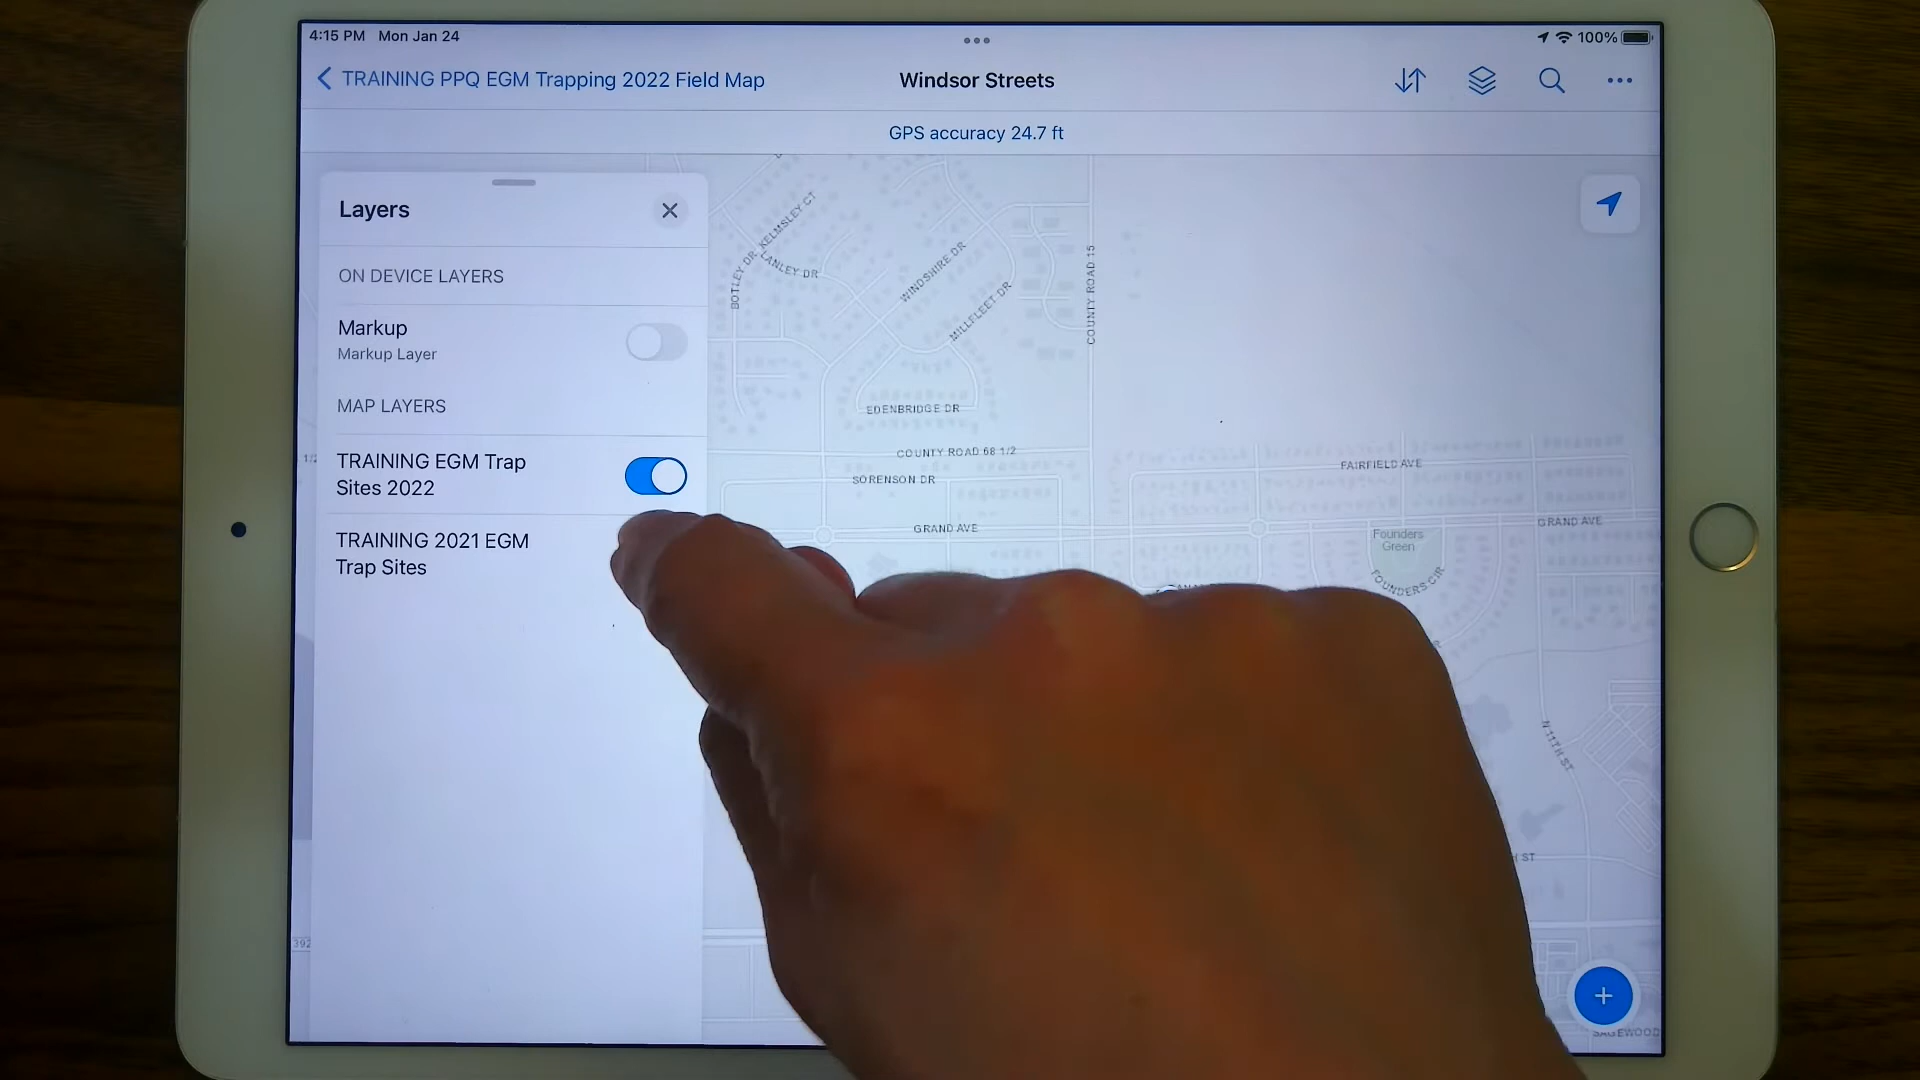 4:15 PM Mon Jan 24
100%
TRAINING PPQ EGM Trapping 2022 Field Map
Windsor Streets
GPS accuracy 24.7 ft
Layers
ON DEVICE LAYERS
Markup
Markup Layer
MAP LAYERS
TRAINING EGM Trap
Sites 2022
TRAINING 2021 EGM
Trap Sites
KELMSLEY CT
LANLEY DR
BOTLEY DR
WINDSHIRE DR
MILLFLEET DR
COUNTY ROAD 15
EDENBRIDGE DR
COUNTY ROAD 68 1/2
SORENSON DR
GRAND AVE
FAIRFIELD AVE
GRAND AVE
Founders
Green
FOUNDERS CIR
N 11TH ST
ST
392
SAGEWOOD